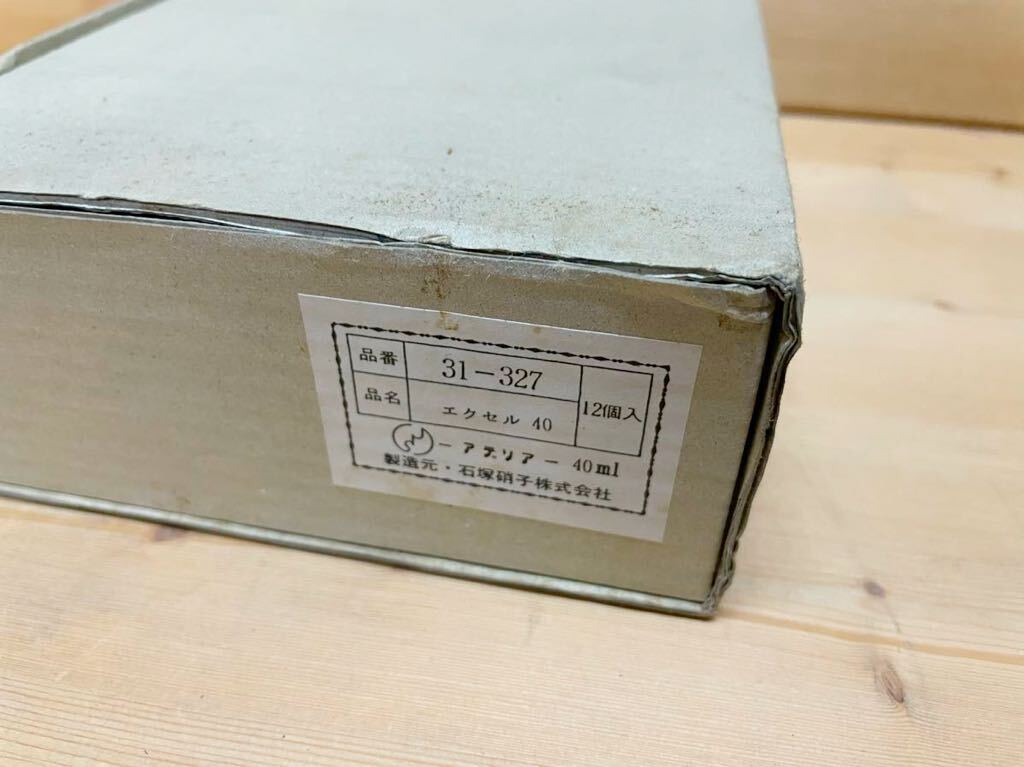 品番 31-327
品名 エクセル 40
12個入
-アデリア- 40ml
製造元・石塚硝子株式会社